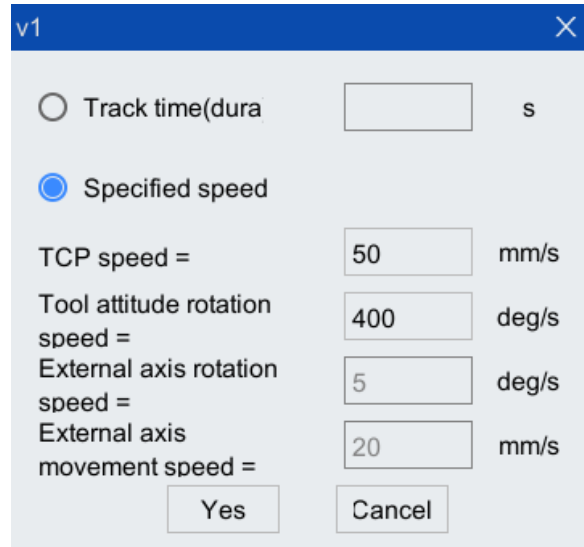 v1
Track time(dura
s
Specified speed
TCP speed =
50
mm/s
Tool attitude rotation
speed =
400
deg/s
External axis rotation
speed =
5
deg/s
External axis
movement speed =
20
mm/s
Yes
Cancel